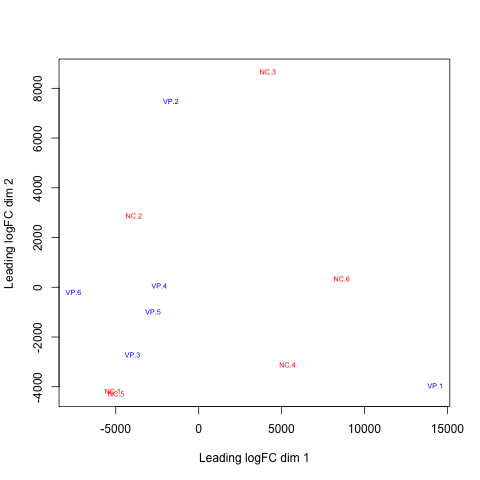 NC.3
VP.2
NC.2
NC.6
VP.4
VP.6
VP.5
VP.3
NC.4
VP.1
NC.1
NC.5
8000
6000
4000
2000
0
-2000
-4000
Leading logFC dim 2
-5000 0 5000 10000 15000
Leading logFC dim 1